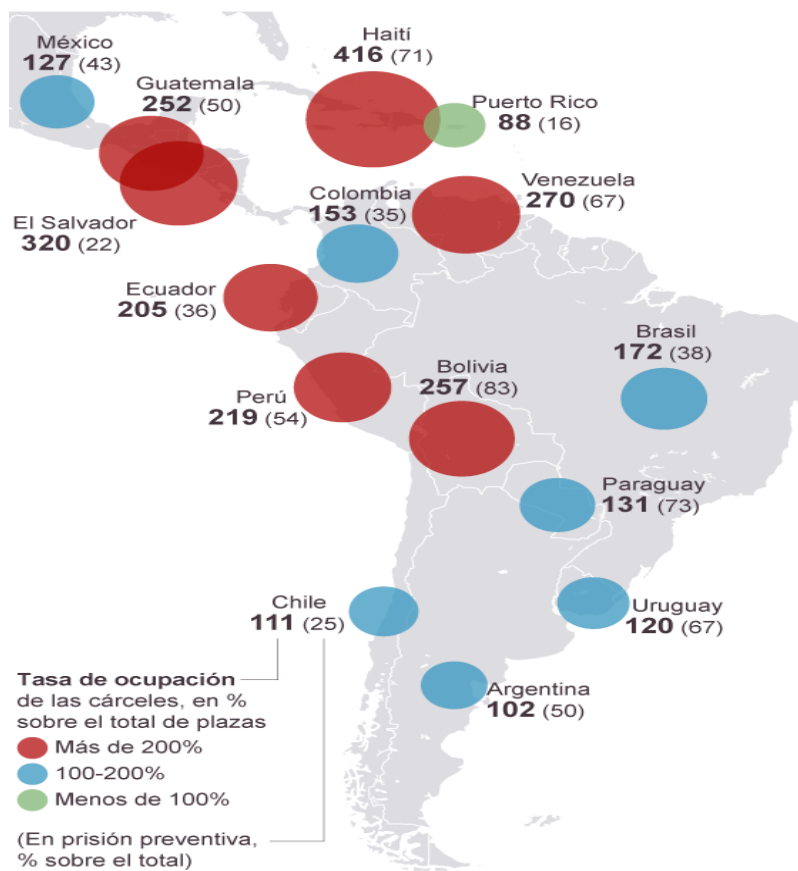 México
127 (43)
Guatemala
252 (50)
Haití
416 (71)
Puerto Rico
88 (16)
El Salvador
320 (22)
Colombia
153 (35)
Venezuela
270 (67)
Ecuador
205 (36)
Brasil
172 (38)
Perú
219 (54)
Bolivia
257 (83)
Paraguay
131 (73)
Chile
111 (25)
Uruguay
120 (67)
Argentina
102 (50)
Tasa de ocupación
de las cárceles, en %
sobre el total de plazas
Más de 200%
100-200%
Menos de 100%
(En prisión preventiva,
% sobre el total)